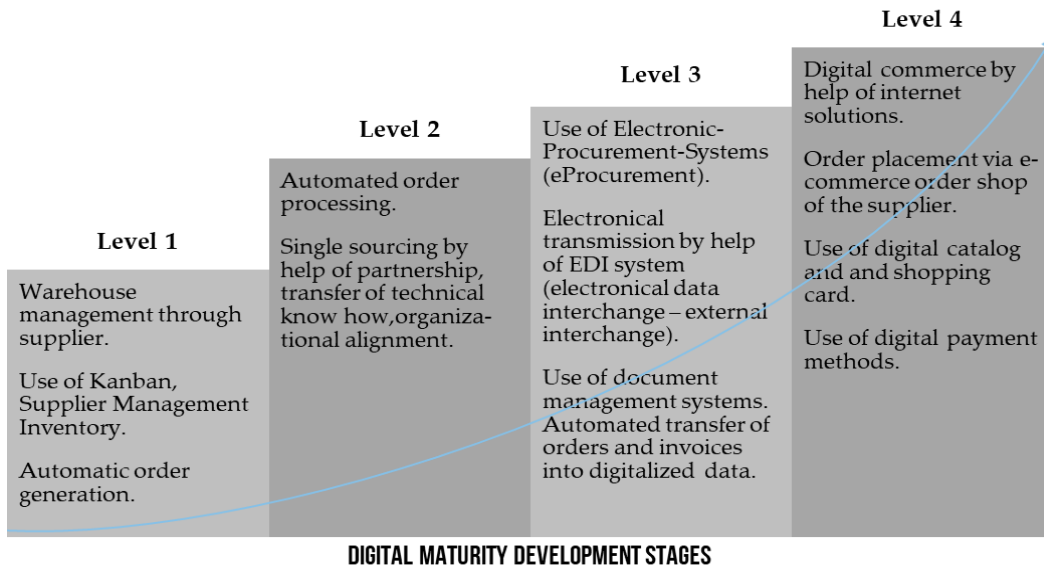 Level 1
Warehouse
management through
supplier.
Use of Kanban,
Supplier Management
Inventory.
Automatic order
generation.
Level 2
Automated order
processing.
Single sourcing by
help of partnership,
transfer of technical
know how,organiza-
tional alignment.
Level 3
Use of Electronic-
Procurement-Systems
(eProcurement).
Electronical
transmission by help
of EDI system
(electronical data
interchange – external
interchange).
Use of document
management systems.
Automated transfer of
orders and invoices
into digitalized data.
Level 4
Digital commerce by
help of internet
solutions.
Order placement via e-
commerce order shop
of the supplier.
Use of digital catalog
and and shopping
card.
Use of digital payment
methods.
DIGITAL MATURITY DEVELOPMENT STAGES